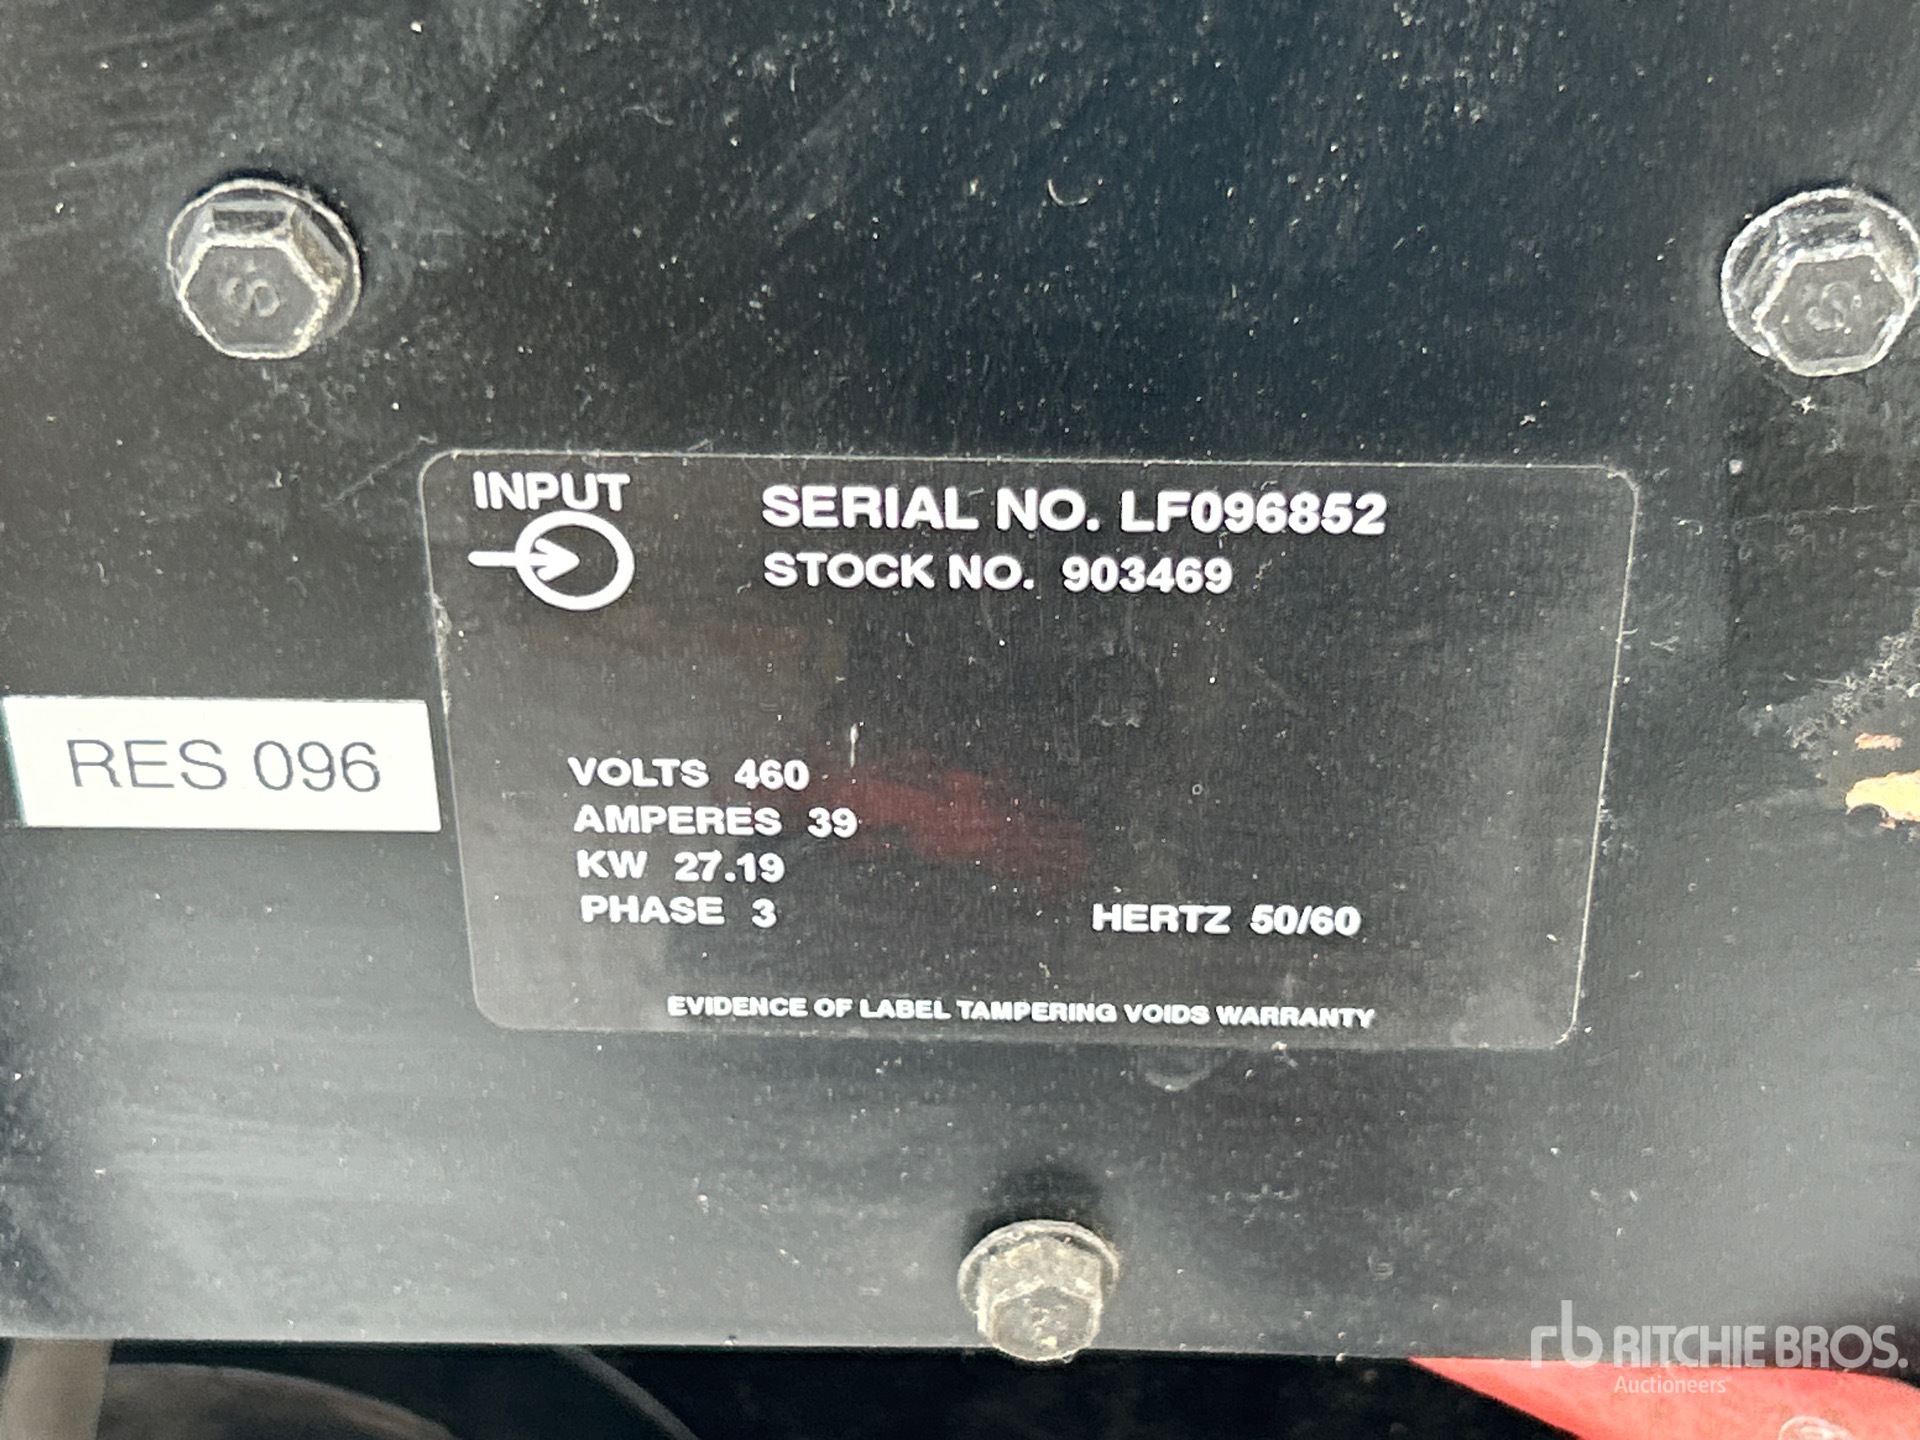 INPUT
SERIAL NO. LF096852
STOCK NO. 903469
RES 096
VOLTS 460
AMPERES 39
KW 27.19
PHASE 3
HERTZ 50/60
EVIDENCE OF LABEL TAMPERING VOIDS WARRANTY
S
S
rb RITCHIE BROS.
Auctioneers